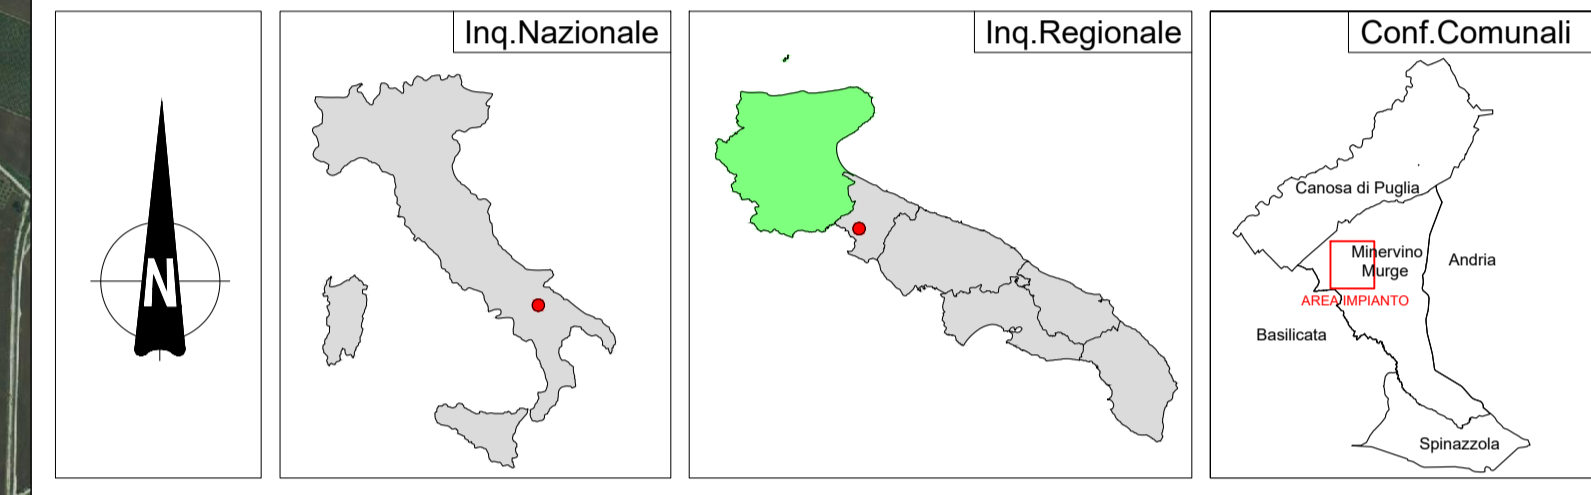 N
Inq.Nazionale
Inq.Regionale
Conf.Comunali
Canosa di Puglia
Minervino
Murge
Andria
AREA IMPIANTO
Basilicata
Spinazzola